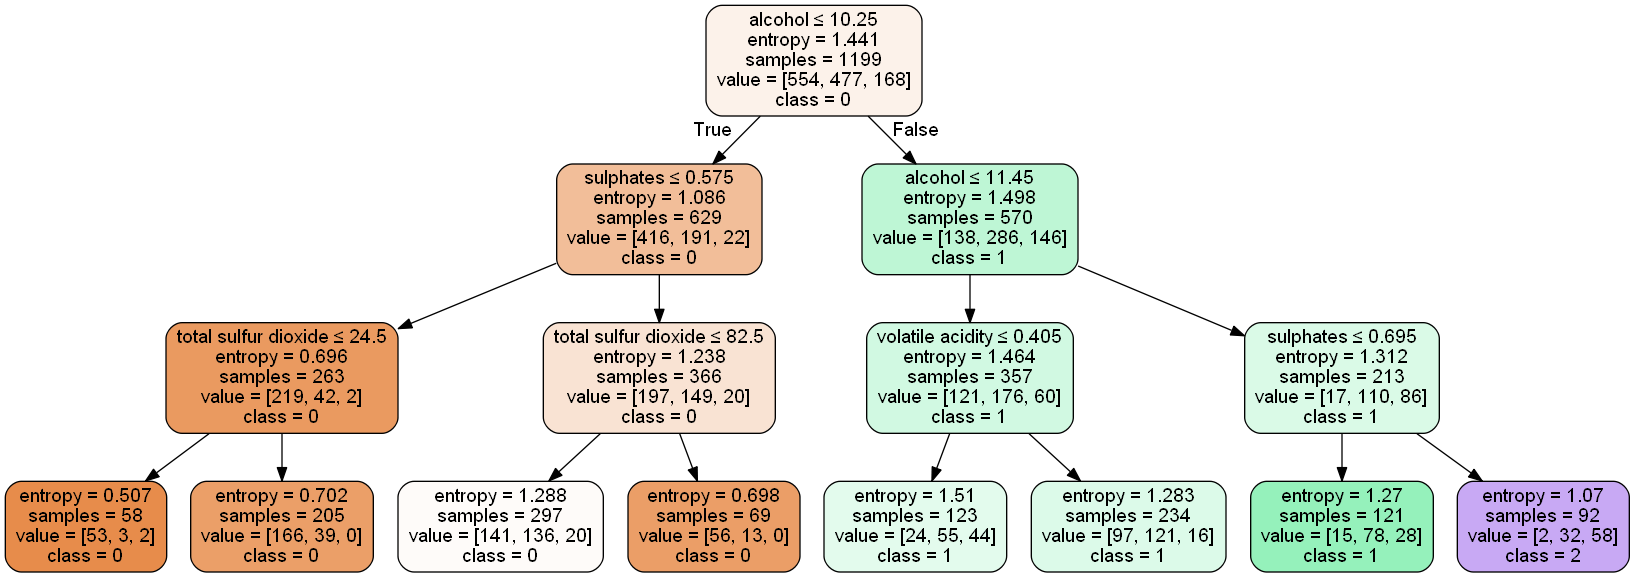 alcohol ≤ 10.25
entropy = 1.441
samples = 1199
value = [554, 477, 168]
class = 0
True
False
sulphates ≤ 0.575
entropy = 1.086
samples = 629
value = [416, 191, 22]
class = 0
alcohol ≤ 11.45
entropy = 1.498
samples = 570
value = [138, 286, 146]
class = 1
total sulfur dioxide ≤ 24.5
entropy = 0.696
samples = 263
value = [219, 42, 2]
class = 0
total sulfur dioxide ≤ 82.5
entropy = 1.238
samples = 366
value = [197, 149, 20]
class = 0
volatile acidity ≤ 0.405
entropy = 1.464
samples = 357
value = [121, 176, 60]
class = 1
sulphates ≤ 0.695
entropy = 1.312
samples = 213
value = [17, 110, 86]
class = 1
entropy = 0.507
samples = 58
value = [53, 3, 2]
class = 0
entropy = 0.702
samples = 205
value = [166, 39, 0]
class = 0
entropy = 1.288
samples = 297
value = [141, 136, 20]
class = 0
entropy = 0.698
samples = 69
value = [56, 13, 0]
class = 0
entropy = 1.51
samples = 123
value = [24, 55, 44]
class = 1
entropy = 1.283
samples = 234
value = [97, 121, 16]
class = 1
entropy = 1.27
samples = 121
value = [15, 78, 28]
class = 1
entropy = 1.07
samples = 92
value = [2, 32, 58]
class = 2